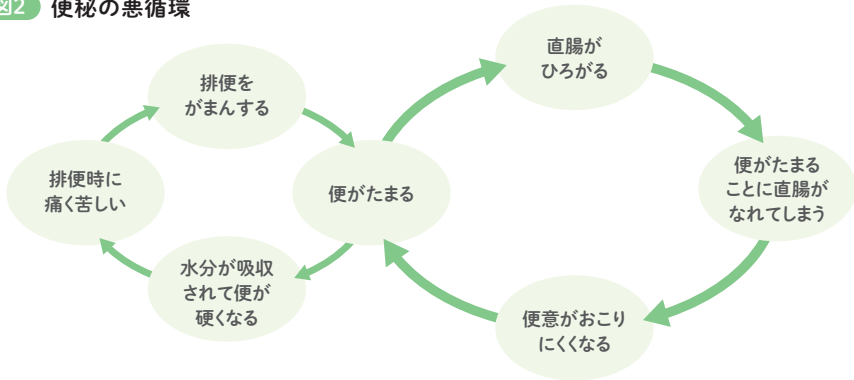 図2 便秘の悪循環
直腸が
ひろがる
排便を
がまんする
便がたまる
ことに直腸が
なれてしまう
排便時に
痛く苦しい
便がたまる
水分が吸収
されて便が
硬くなる
便意がおこり
にくくなる